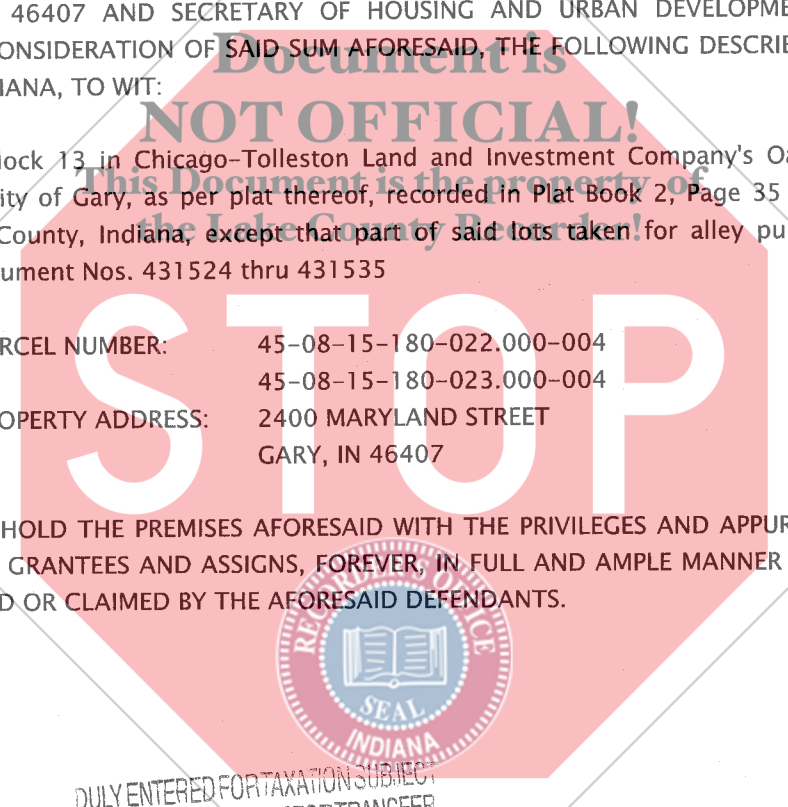 46407 AND SECRETARY OF HOUSING AND URBAN DEVELOPME
ONSIDERATION OF SAID SUM AFORESAID, THE FOLLOWING DESCRIE
IANA, TO WIT:
Document is
NOT OFFICIAL!
This Document is the property of
the Lake County Recorder!
lock 13 in Chicago-Tolleston Land and Investment Company's Oa
ity of Gary, as per plat thereof, recorded in Plat Book 2, Page 35
County, Indiana, except that part of said lots taken for alley pu
ument Nos. 431524 thru 431535
STOP
RCEL NUMBER: 45-08-15-180-022.000-004
45-08-15-180-023.000-004
OPERTY ADDRESS: 2400 MARYLAND STREET
GARY, IN 46407
HOLD THE PREMISES AFORESAID WITH THE PRIVILEGES AND APPUR
GRANTEES AND ASSIGNS, FOREVER, IN FULL AND AMPLE MANNER
D OR CLAIMED BY THE AFORESAID DEFENDANTS.
RECORDER'S OFFICE
SEAL
INDIANA
DULY ENTERED FOR TAXATION SUBJECT
TRANSFER